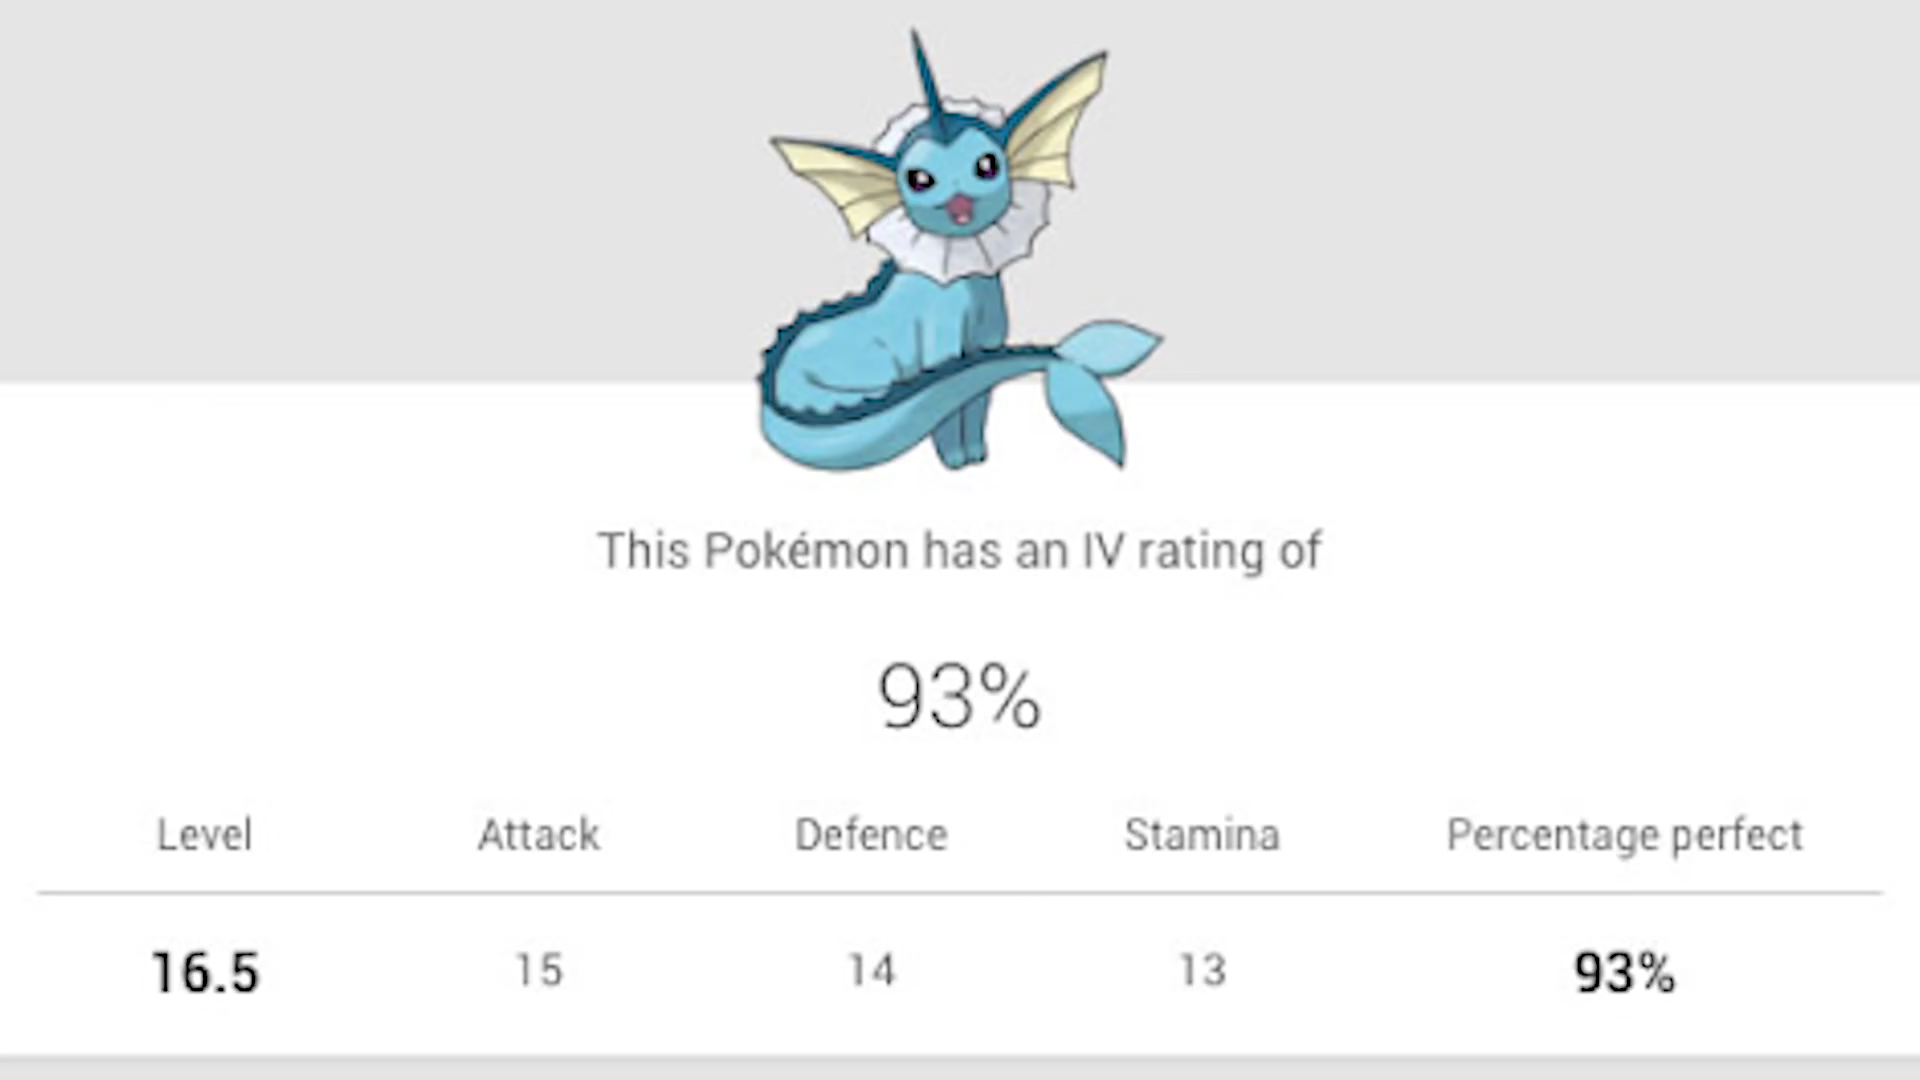 This Pokémon has an IV rating of
93%
Level Attack Defence Stamina Percentage perfect
16.5 15 14 13 93%